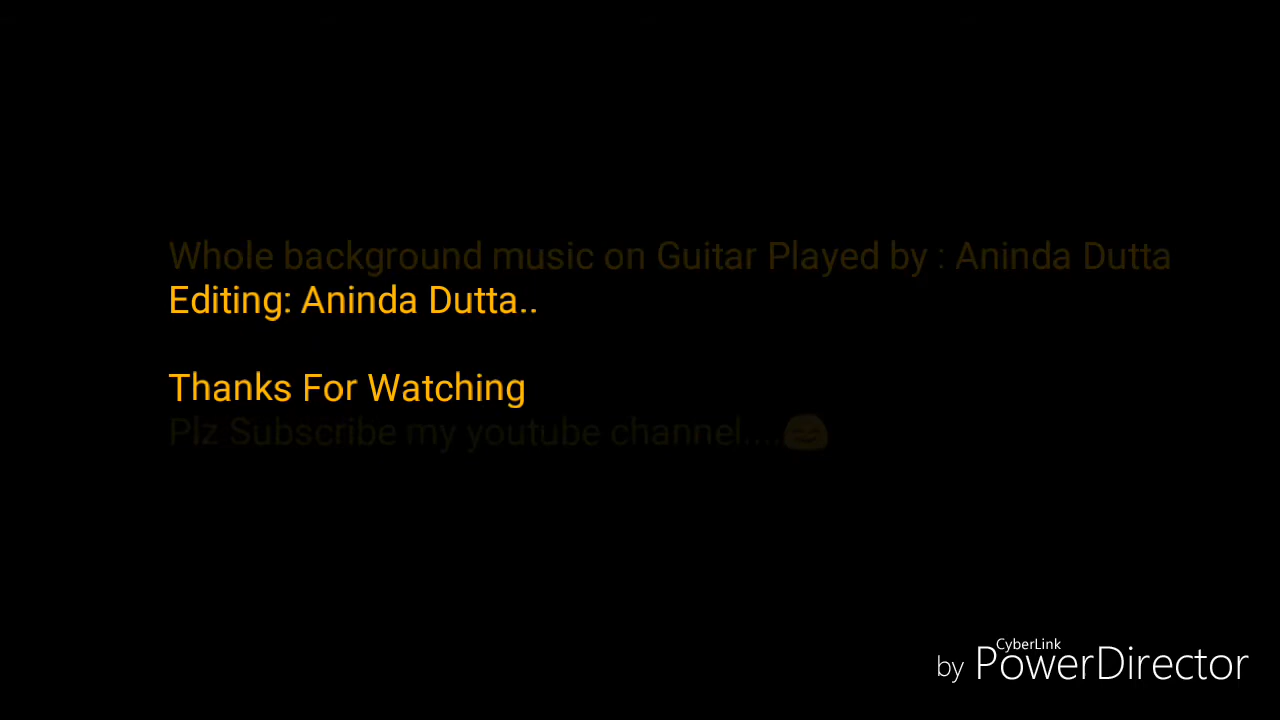 Whole background music on Guitar Played by : Aninda Dutta
Editing: Aninda Dutta..
Thanks For Watching
Plz Subscribe my youtube channel....😊
by CyberLink PowerDirector